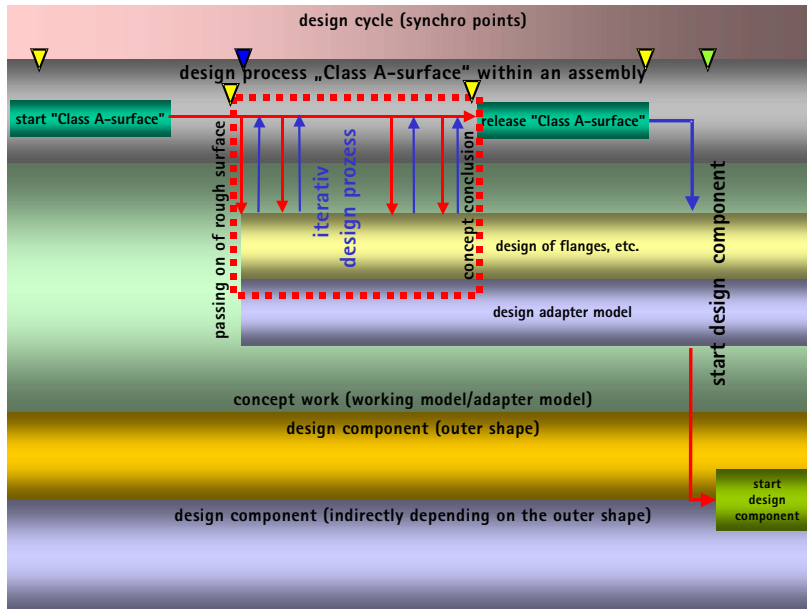 design cycle (synchro points)
design process „Class A-surface“ within an assembly
start "Class A-surface"
release "Class A-surface"
passing on of rough surface
iterativ
design prozess
concept conclusion
start design component
design of flanges, etc.
design adapter model
concept work (working model/adapter model)
design component (outer shape)
start
design
component
design component (indirectly depending on the outer shape)